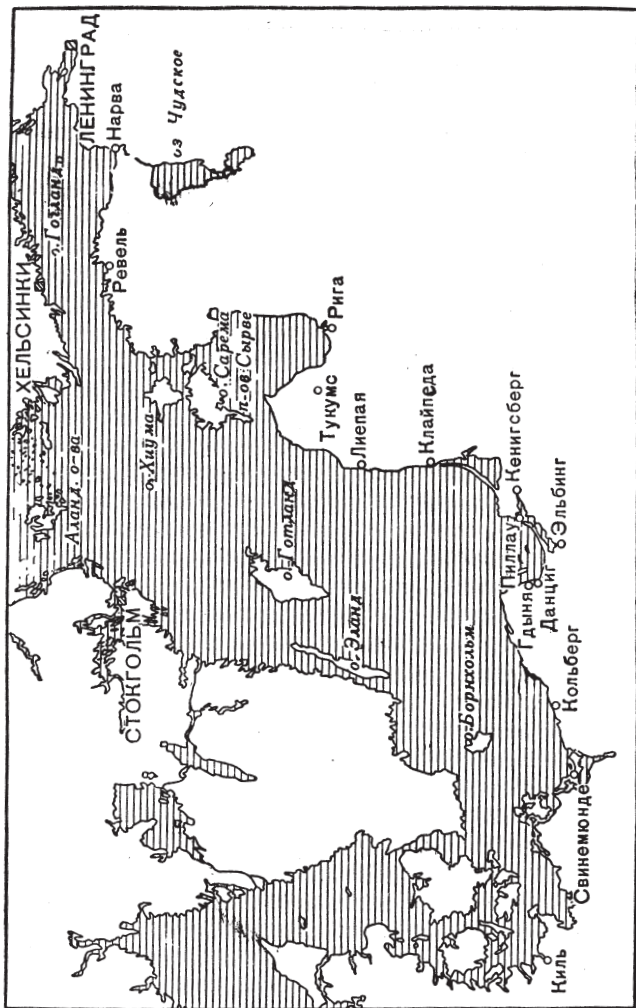 ХЕЛЬСИНКИ
ЛЕНИНГРАД
о. Гогланд
Аланд. о-ва
Нарва
Ревель
оз Чудское
СТОКГОЛЬМ
о. Хиума
о. Сарема
п-ов. Сырве
Рига
Тукумс
о. Готланд
Лиепая
о. Эланд
Клайпеда
о. Борнхольм
Кенигсберг
Пиллау
Эльбинг
Гдыня
Данциг
Кольберг
Свинемюнде
Киль